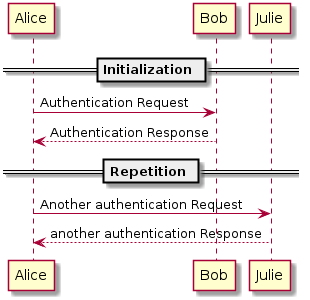 Alice Bob Julie
Initialization
Authentication Request
Authentication Response
Repetition
Another authentication Request
another authentication Response
Alice Bob Julie